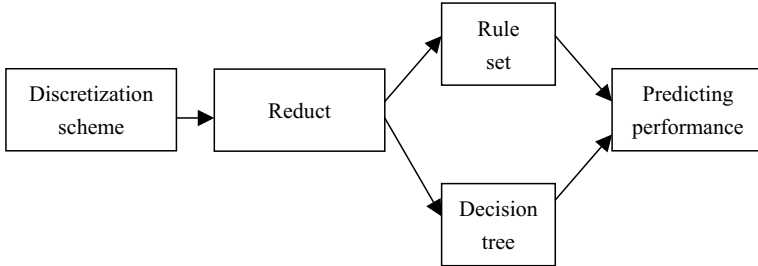 Discretization
scheme
Reduct
Rule
set
Decision
tree
Predicting
performance